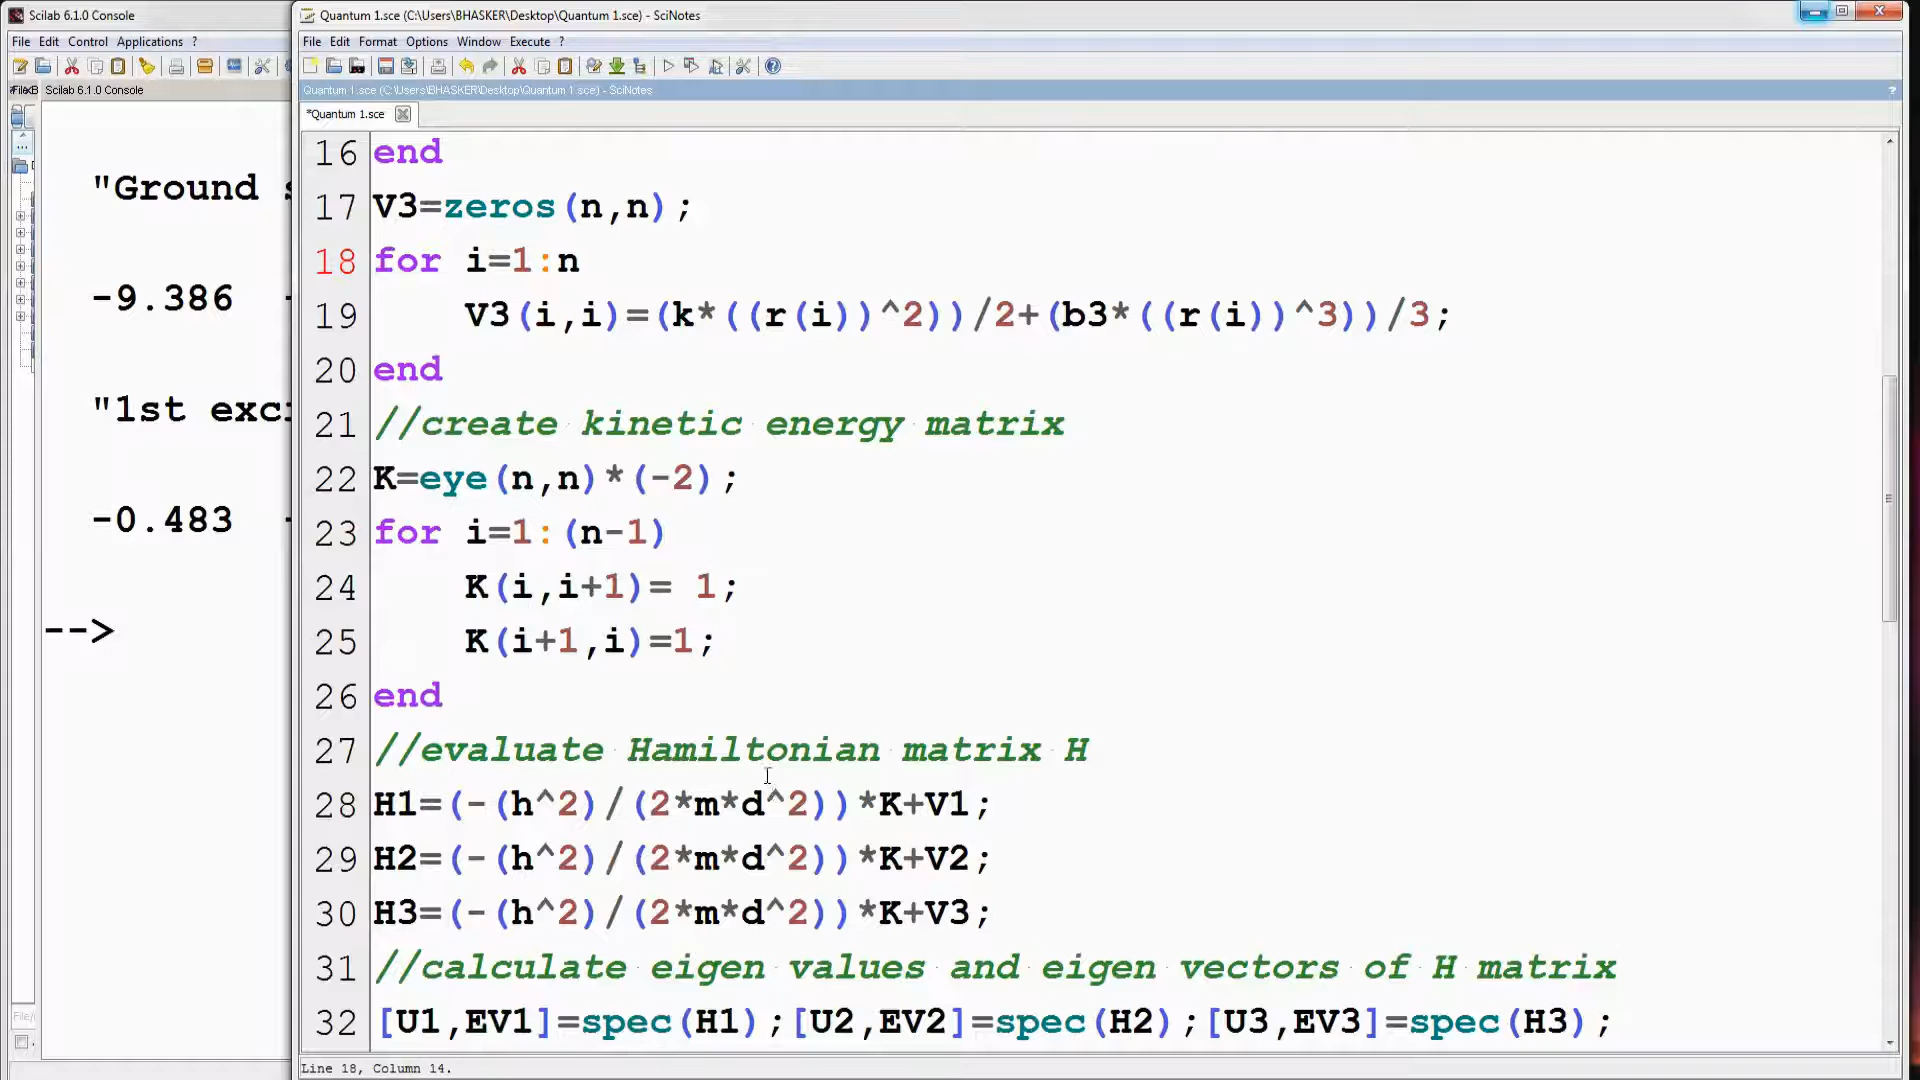 Scilab 6.1.0 Console
File Edit Control Applications ?
Scilab 6.1.0 Console
"Ground
-9.386
"1st exc
-0.483
-->
Quantum 1.sce (C:\Users\BHASKER\Desktop\Quantum 1.sce) - SciNotes
File Edit Format Options Window Execute ?
Quantum 1.sce (C:\Users\BHASKER\Desktop\Quantum 1.sce) - SciNotes
*Quantum 1.sce
16 end
17 V3=zeros(n,n);
18 for i=1:n
19 V3(i,i)=(k*((r(i))^2))/2+(b3*((r(i))^3))/3;
20 end
21 //create kinetic energy matrix
22 K=eye(n,n)*(-2);
23 for i=1:(n-1)
24 K(i,i+1)= 1;
25 K(i+1,i)=1;
26 end
27 //evaluate Hamiltonian matrix H
28 H1=(-(h^2)/(2*m*d^2))*K+V1;
29 H2=(-(h^2)/(2*m*d^2))*K+V2;
30 H3=(-(h^2)/(2*m*d^2))*K+V3;
31 //calculate eigen values and eigen vectors of H matrix
32 [U1,EV1]=spec(H1);[U2,EV2]=spec(H2);[U3,EV3]=spec(H3);
Line 18, Column 14.